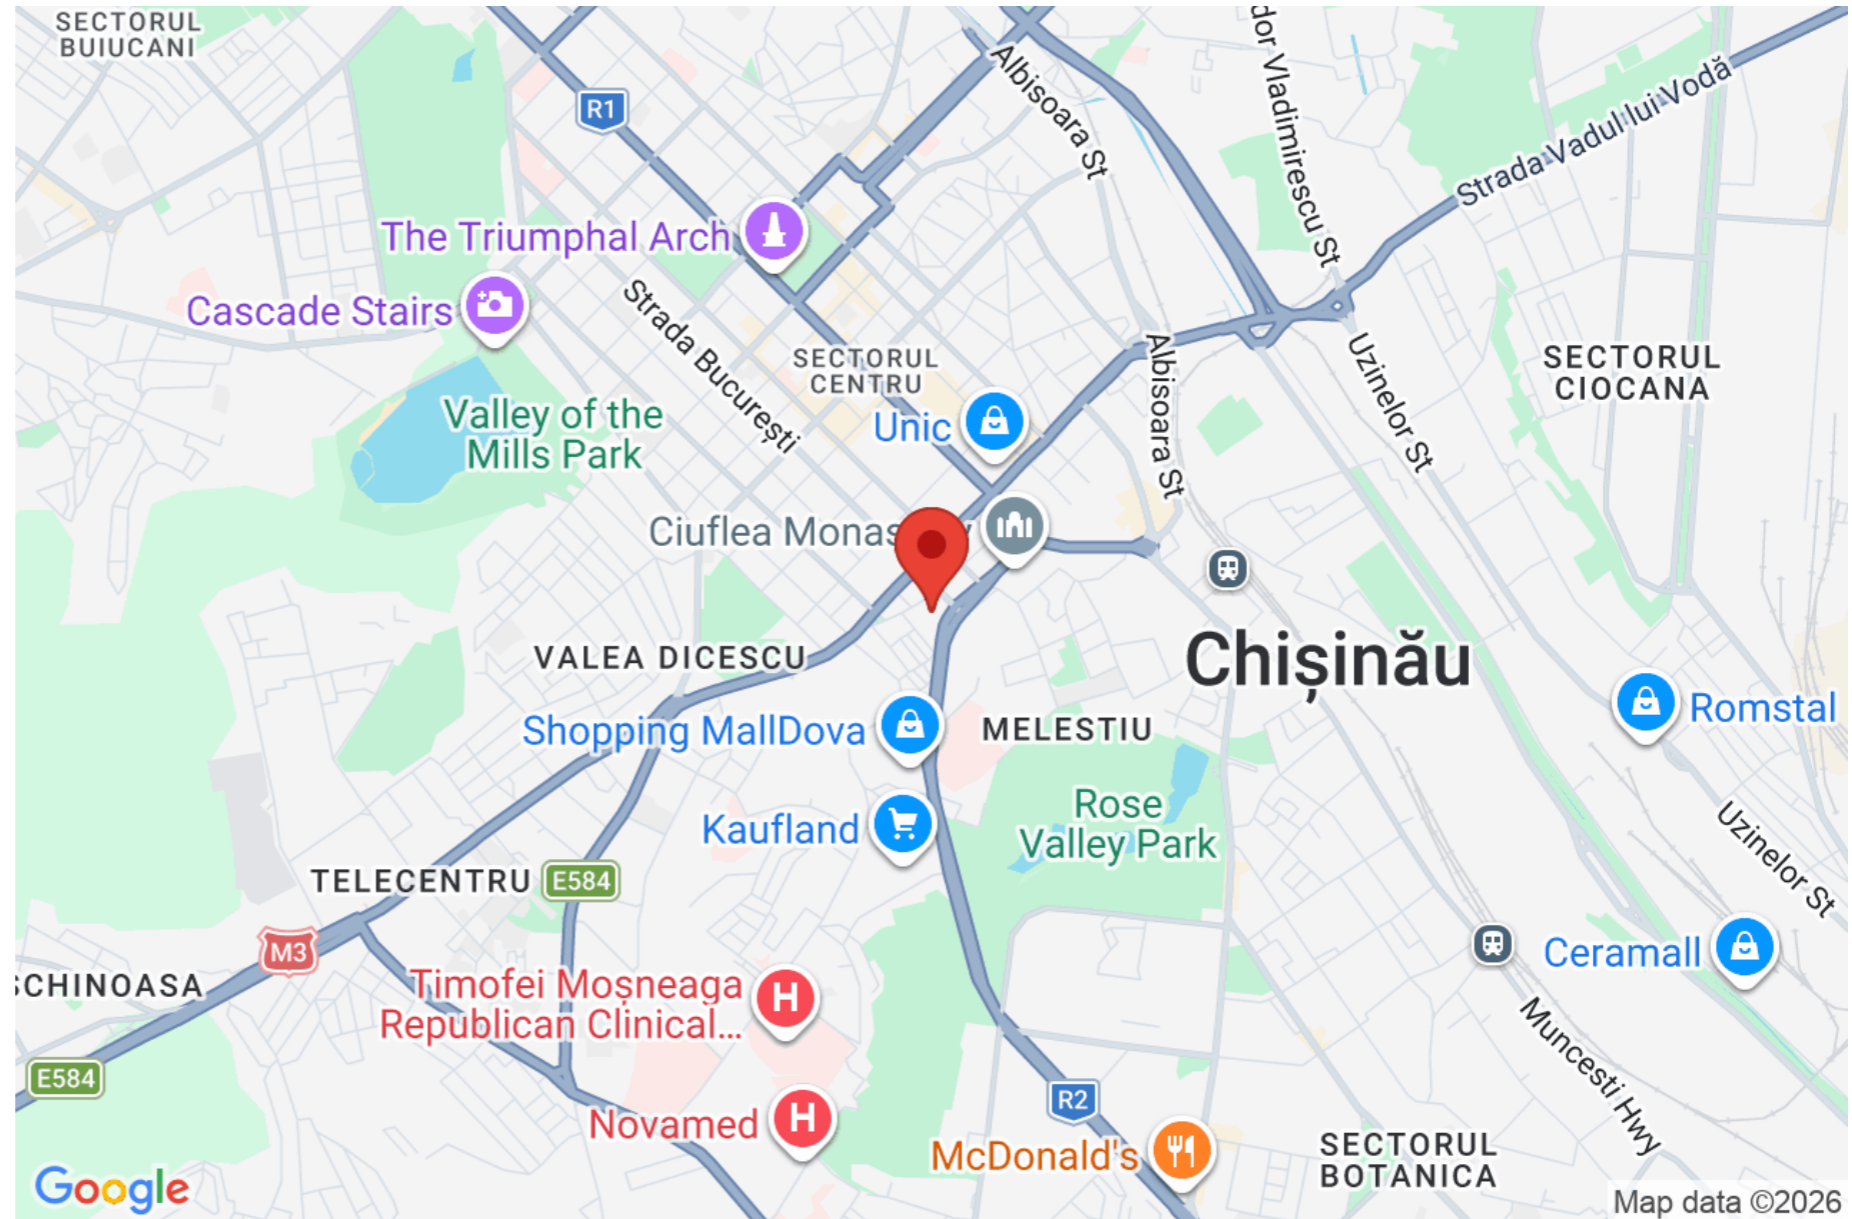 SECTORUL
BUIUCANI
dor Vladimirescu St
Albisoara St
R1
Strada Vadul lui Vodă
The Triumphal Arch
Cascade Stairs
Strada București
SECTORUL
CENTRU
Albisoara St
Uzinelor St
SECTORUL
CIOCANA
Valley of the
Mills Park
Unic
Ciuflea Monas
VALEA DICESCU
Chișinău
Shopping MallDova
MELESTIU
Romstal
Kaufland
Rose
Valley Park
Uzinelor St
TELECENTRU
E584
M3
Ceramall
SCHINOASA
Timofei Moșneaga
Republican Clinical...
Muncesti Hwy
E584
R2
Novamed
McDonald's
SECTORUL
BOTANICA
Google
Map data ©2026